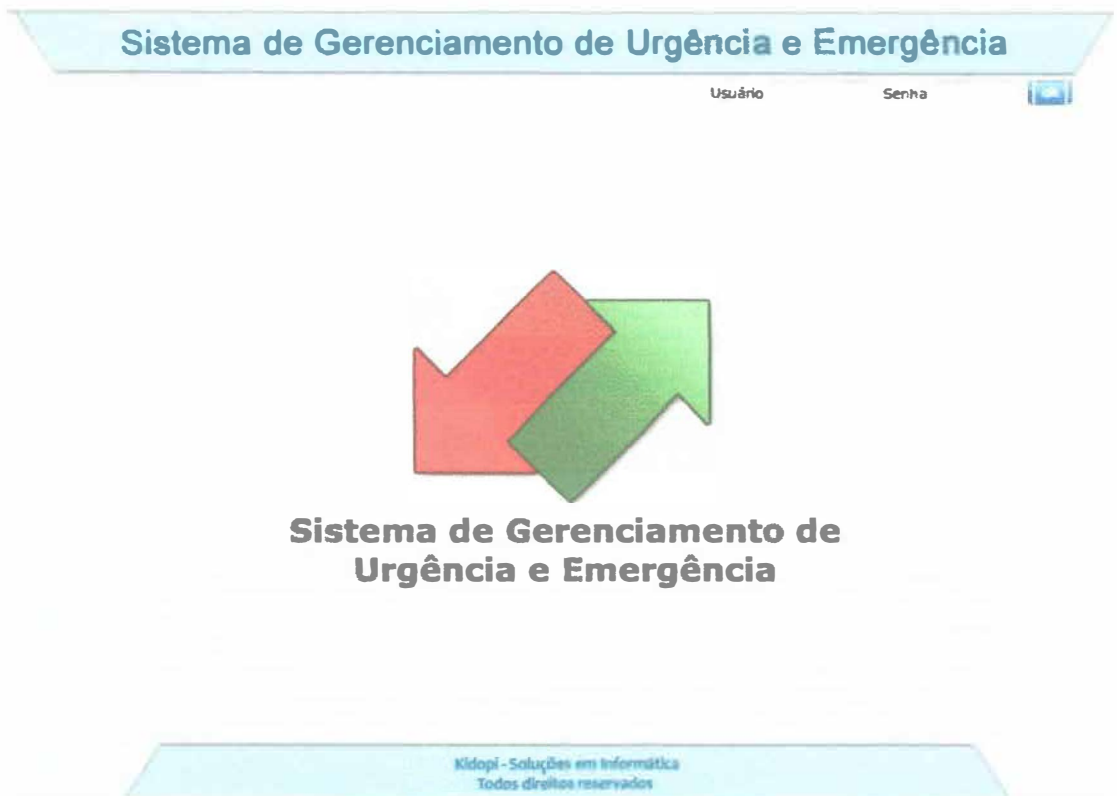 Sistema de Gerenciamento de Urgência e Emergência
Usuário Senha
Sistema de Gerenciamento de
Urgência e Emergência
Kidopi - Soluções em Informática
Todos direitos reservados